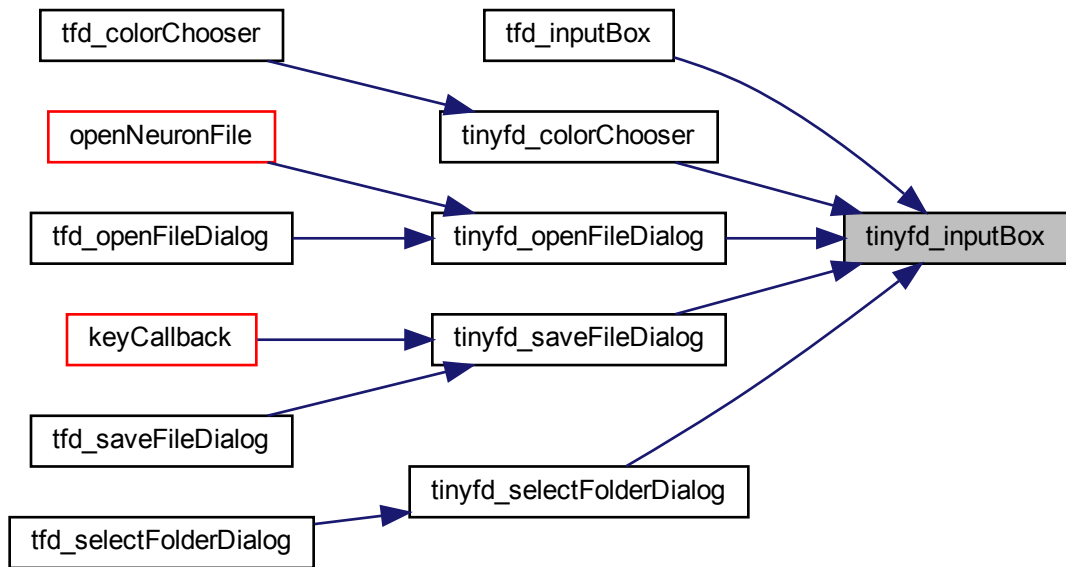 tfd_colorChooser
tfd_inputBox
openNeuronFile
tinyfd_colorChooser
tfd_openFileDialog
tinyfd_openFileDialog
tinyfd_inputBox
keyCallback
tinyfd_saveFileDialog
tfd_saveFileDialog
tinyfd_selectFolderDialog
tfd_selectFolderDialog